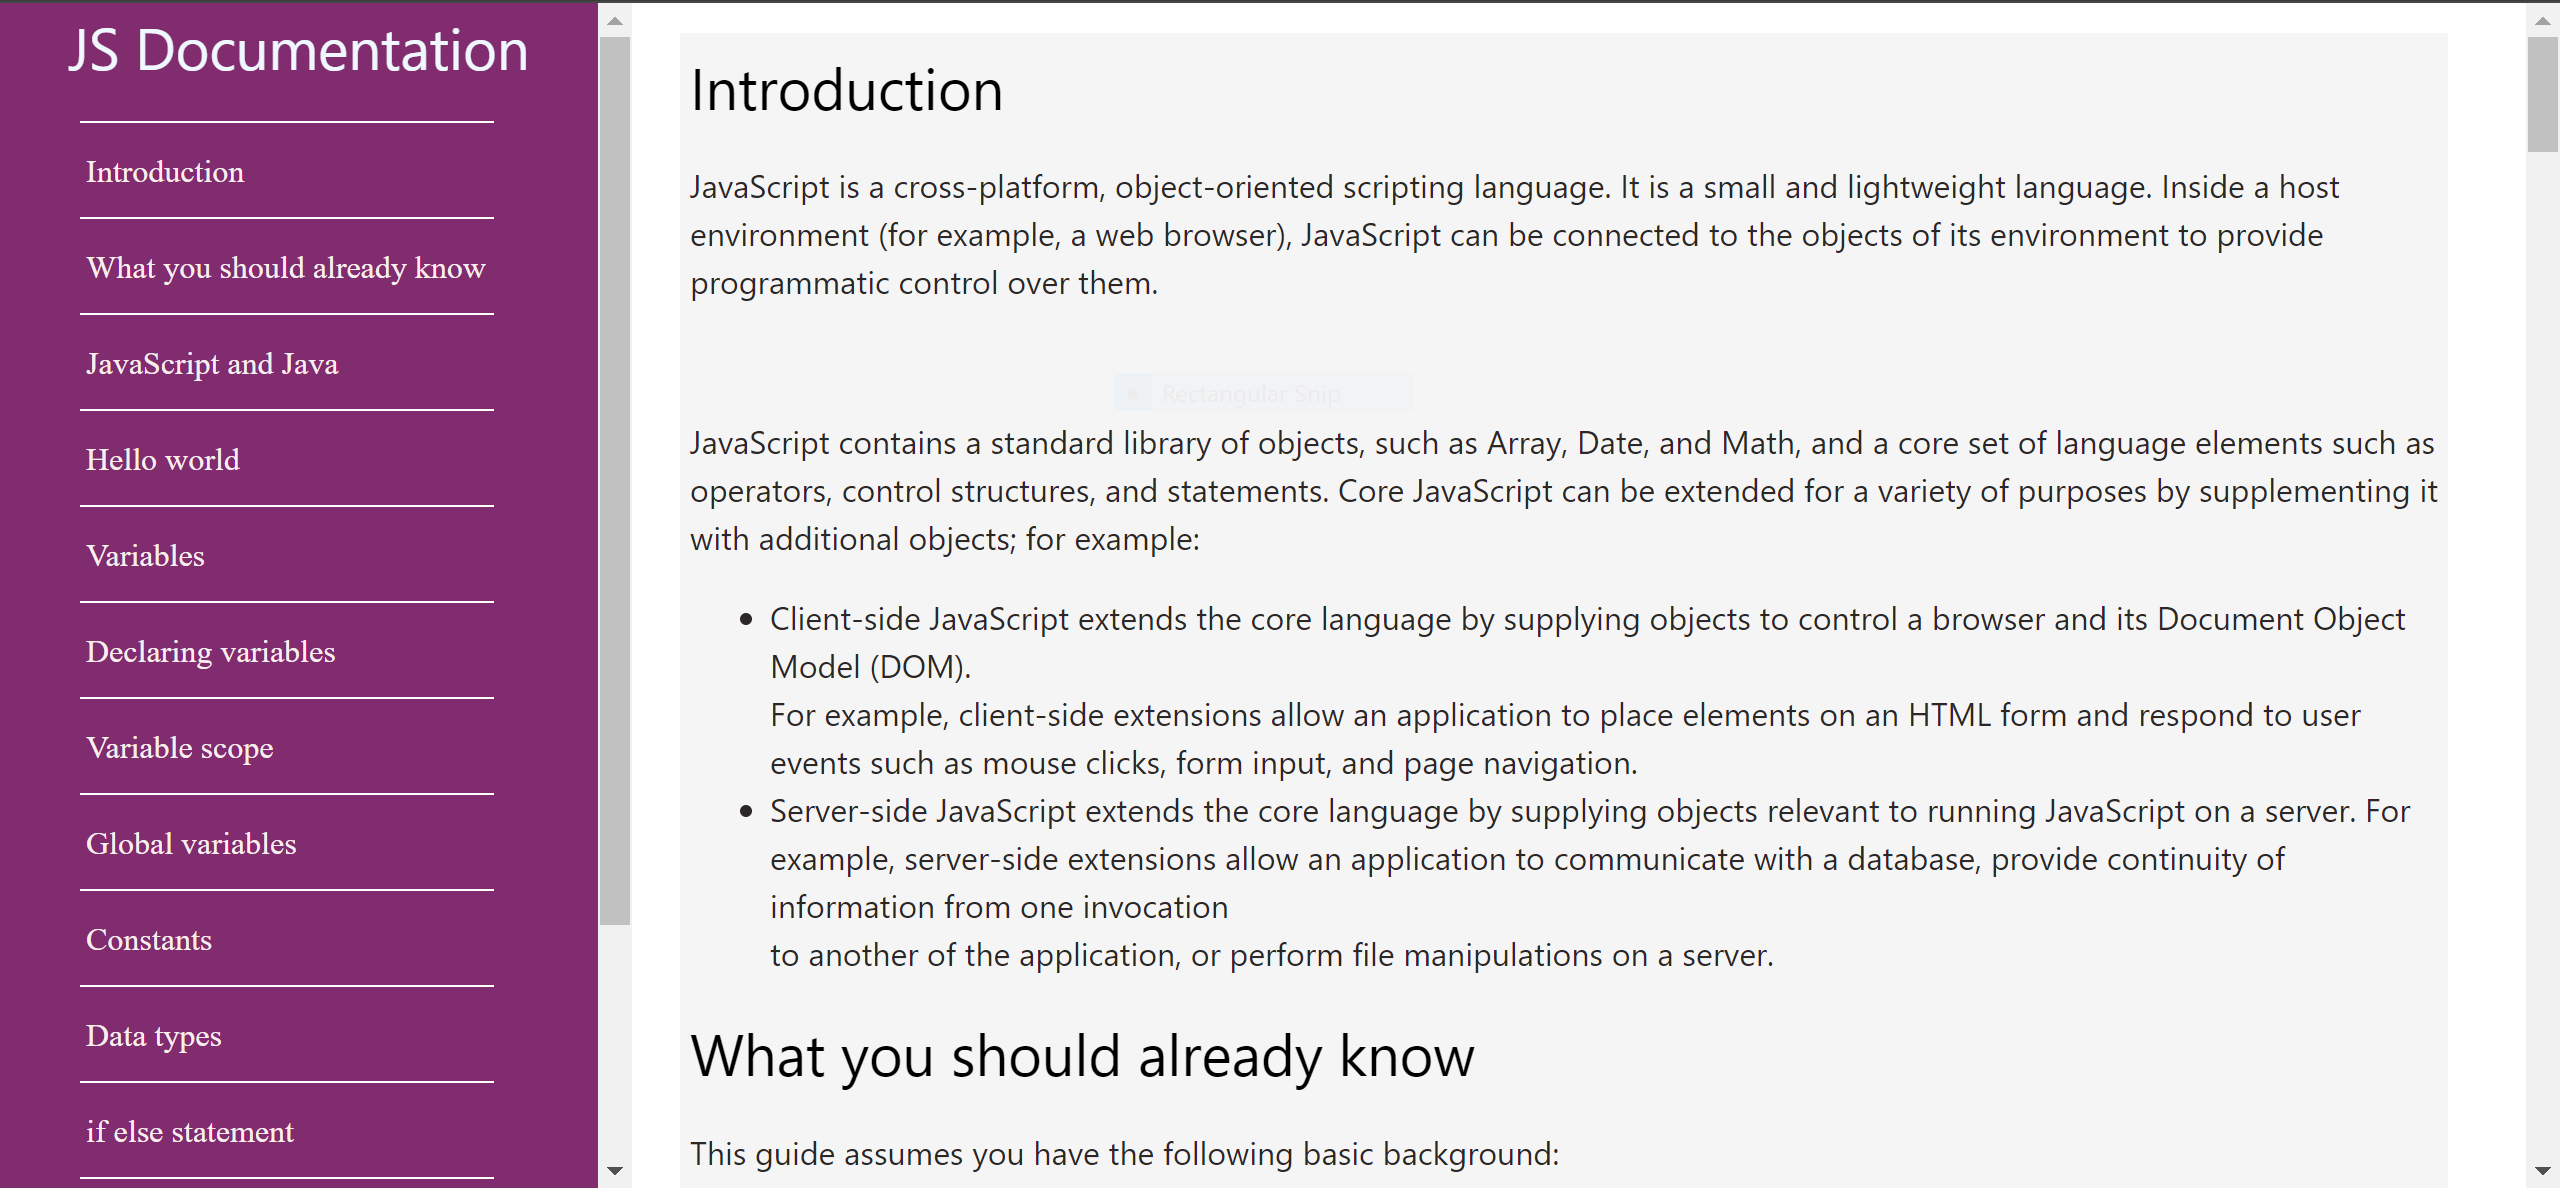 JS Documentation
Introduction
What you should already know
JavaScript and Java
Hello world
Variables
Declaring variables
Variable scope
Global variables
Constants
Data types
if else statement
Introduction
JavaScript is a cross-platform, object-oriented scripting language. It is a small and lightweight language. Inside a host
environment (for example, a web browser), JavaScript can be connected to the objects of its environment to provide
programmatic control over them.
Rectangular Snip
JavaScript contains a standard library of objects, such as Array, Date, and Math, and a core set of language elements such as
operators, control structures, and statements. Core JavaScript can be extended for a variety of purposes by supplementing it
with additional objects; for example:
Client-side JavaScript extends the core language by supplying objects to control a browser and its Document Object
Model (DOM).
For example, client-side extensions allow an application to place elements on an HTML form and respond to user
events such as mouse clicks, form input, and page navigation.
Server-side JavaScript extends the core language by supplying objects relevant to running JavaScript on a server. For
example, server-side extensions allow an application to communicate with a database, provide continuity of
information from one invocation
to another of the application, or perform file manipulations on a server.
What you should already know
This guide assumes you have the following basic background: